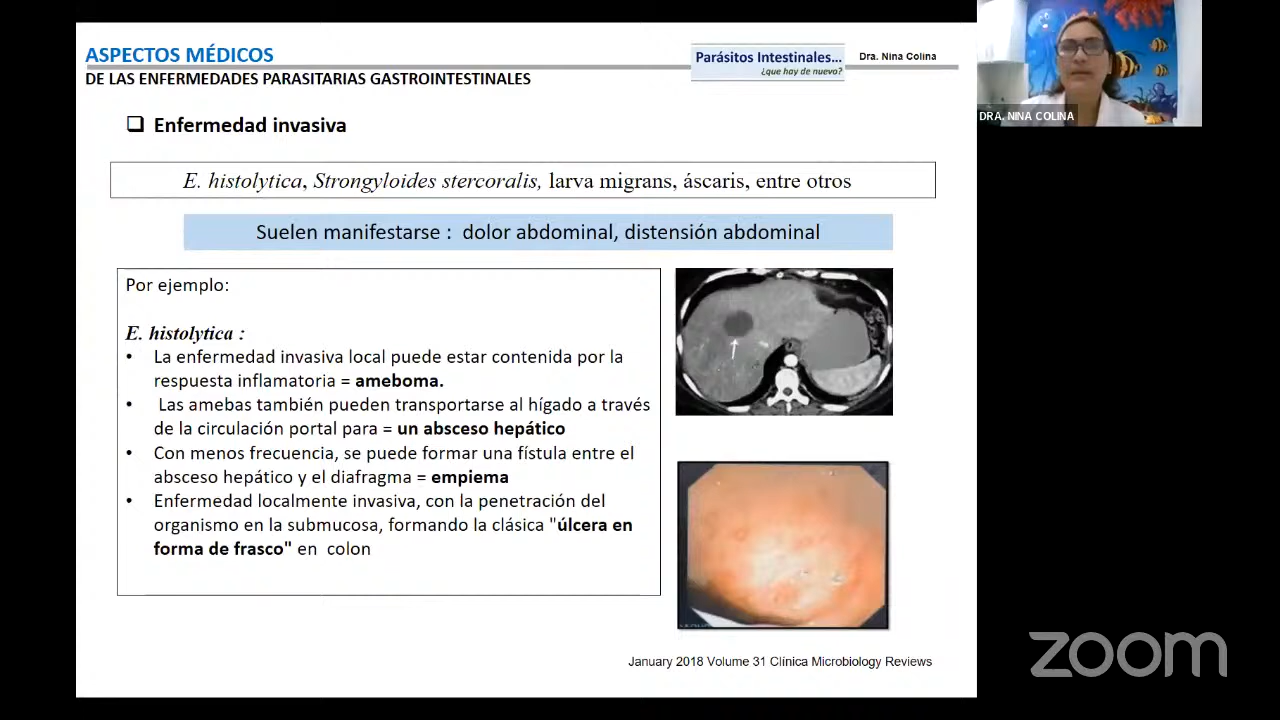 ASPECTOS MÉDICOS
DE LAS ENFERMEDADES PARASITARIAS GASTROINTESTINALES
Parásitos Intestinales...
¿que hay de nuevo?
Dra. Nina Colina
DRA. NINA COLINA
❑ Enfermedad invasiva
E. histolytica, Strongyloides stercoralis, larva migrans, áscaris, entre otros
Suelen manifestarse : dolor abdominal, distensión abdominal
Por ejemplo:
E. histolytica :
• La enfermedad invasiva local puede estar contenida por la
respuesta inflamatoria = ameboma.
• Las amebas también pueden transportarse al hígado a través
de la circulación portal para = un absceso hepático
• Con menos frecuencia, se puede formar una fístula entre el
absceso hepático y el diafragma = empiema
• Enfermedad localmente invasiva, con la penetración del
organismo en la submucosa, formando la clásica "úlcera en
forma de frasco" en colon
January 2018 Volume 31 Clínica Microbiology Reviews
zoom